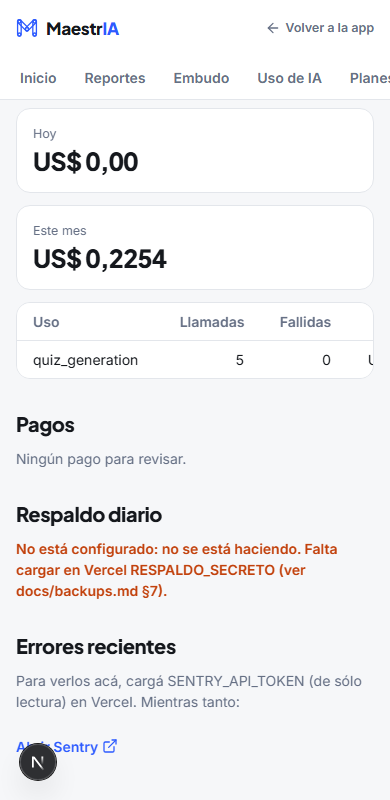 MaestrIA
Volver a la app
Inicio Reportes Embudo Uso de IA Planes
Hoy
US$ 0,00
Este mes
US$ 0,2254
Uso Llamadas Fallidas
quiz_generation 5 0
Pagos
Ningún pago para revisar.
Respaldo diario
No está configurado: no se está haciendo. Falta
cargar en Vercel RESPALDO_SECRETO (ver
docs/backups.md §7).
Errores recientes
Para verlos acá, cargá SENTRY_API_TOKEN (de sólo
lectura) en Vercel. Mientras tanto:
Sentry
N